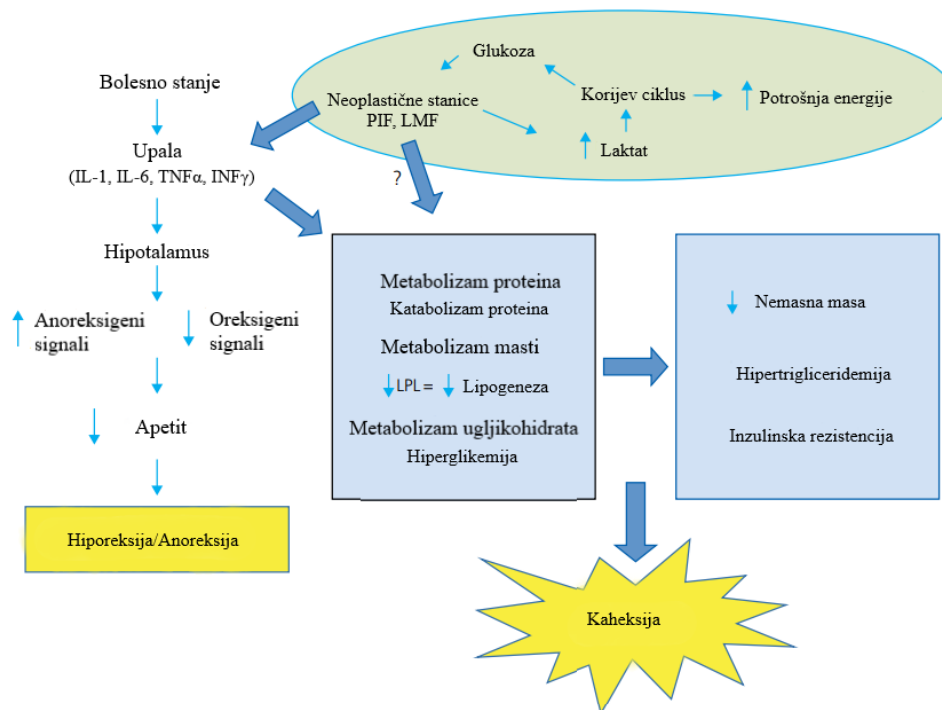 Glukoza
Bolesno stanje
Neoplastične stanice
PIF, LMF
Korijev ciklus
Potrošnja energije
Laktat
Upala
(IL-1, IL-6, TNFα, INFγ)
?
Hipotalamus
Anoreksigeni
signali
Oreksigeni
signali
Apetit
Hiporeksija/Anoreksija
Metabolizam proteina
Katabolizam proteina
Metabolizam masti
LPL = Lipogeneza
Metabolizam ugljikohidrata
Hiperglikemija
Nemasna masa
Hipertrigliceridemija
Inzulinska rezistencija
Kaheksija